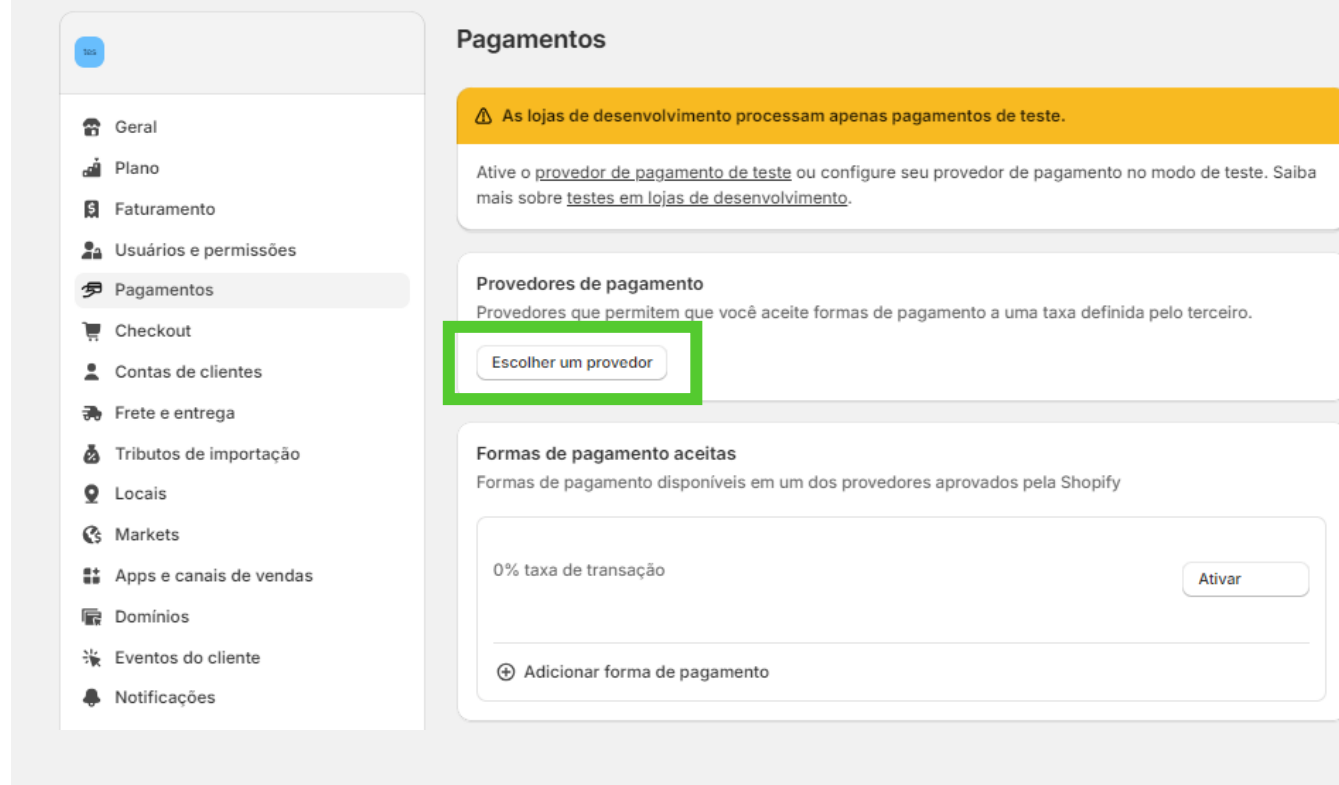 Pagamentos
As lojas de desenvolvimento processam apenas pagamentos de teste.
Ative o provedor de pagamento de teste ou configure seu provedor de pagamento no modo de teste. Saiba
mais sobre testes em lojas de desenvolvimento.
Geral
Plano
Faturamento
Usuários e permissões
Pagamentos
Checkout
Contas de clientes
Frete e entrega
Tributos de importação
Locais
Markets
Apps e canais de vendas
Domínios
Eventos do cliente
Notificações
Provedores de pagamento
Provedores que permitem que você aceite formas de pagamento a uma taxa definida pelo terceiro.
Escolher um provedor
Formas de pagamento aceitas
Formas de pagamento disponíveis em um dos provedores aprovados pela Shopify
0% taxa de transação
Ativar
Adicionar forma de pagamento